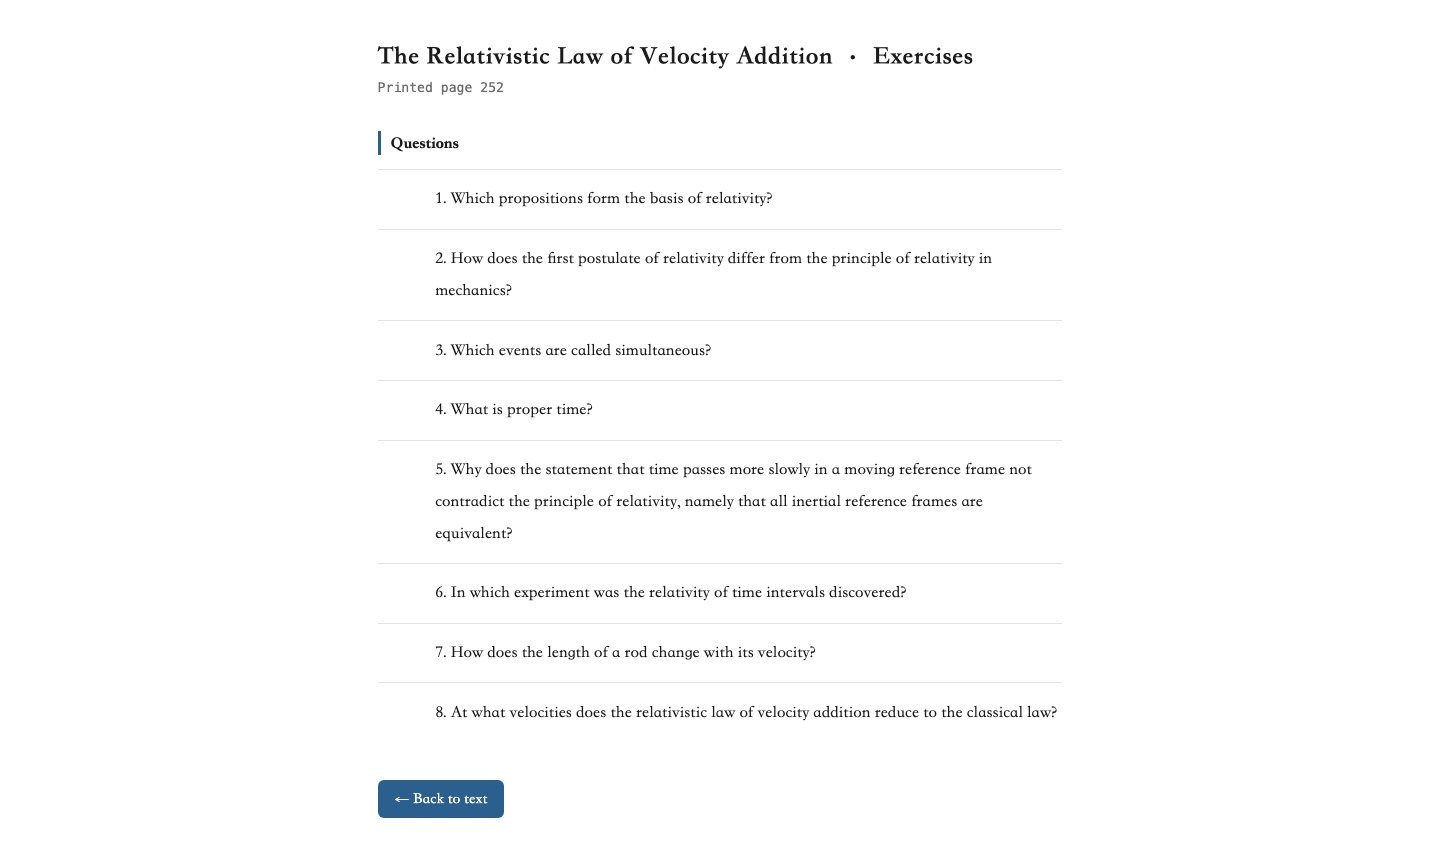 The Relativistic Law of Velocity Addition · Exercises
Printed page 252
Questions
1. Which propositions form the basis of relativity?
2. How does the first postulate of relativity differ from the principle of relativity in
mechanics?
3. Which events are called simultaneous?
4. What is proper time?
5. Why does the statement that time passes more slowly in a moving reference frame not
contradict the principle of relativity, namely that all inertial reference frames are
equivalent?
6. In which experiment was the relativity of time intervals discovered?
7. How does the length of a rod change with its velocity?
8. At what velocities does the relativistic law of velocity addition reduce to the classical law?
← Back to text